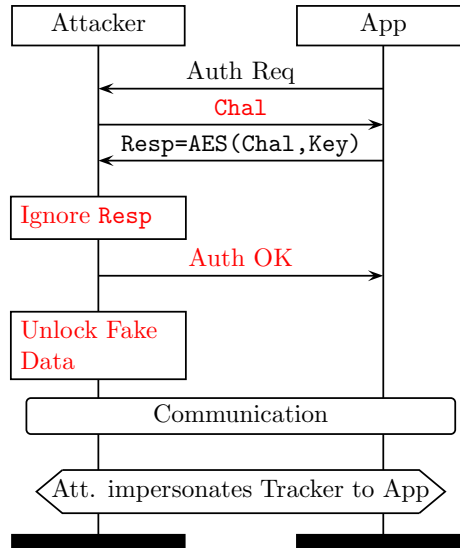 Attacker
App
Auth Req
Chal
Resp=AES(Chal,Key)
Ignore Resp
Auth OK
Unlock Fake
Data
Communication
Att. impersonates Tracker to App